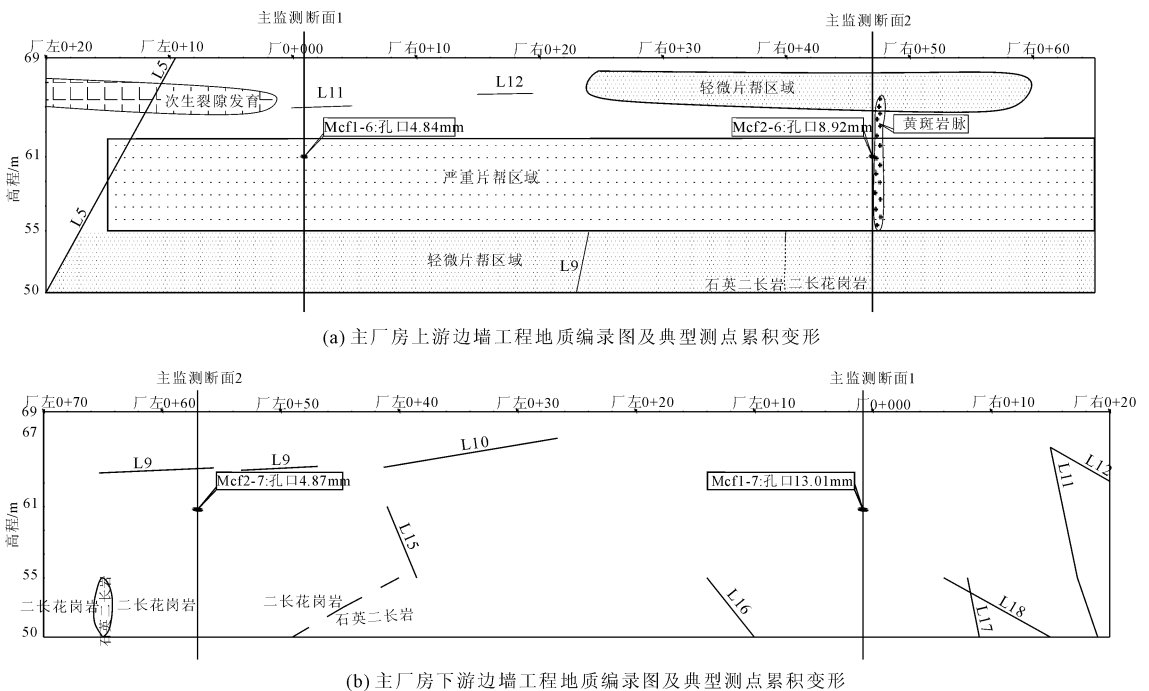 主监测断面1 主监测断面2
厂左0+20 厂左0+10 厂0+000 厂右0+10 厂右0+20 厂右0+30 厂右0+40 厂右0+50 厂右0+60
69
L5
次生裂隙发育
L11
L12
轻微片帮区域
Mcf1-6:孔口4.84mm
Mcf2-6:孔口8.92mm
黄斑岩脉
61
高程/m
严重片帮区域
L5
55
轻微片帮区域
L9
石英二长岩 二长花岗岩
50
(a) 主厂房上游边墙工程地质编录图及典型测点累积变形
主监测断面2 主监测断面1
厂左0+70 厂左0+60 厂左0+50 厂左0+40 厂左0+30 厂左0+20 厂左0+10 厂0+000 厂右0+10 厂右0+20
69
67
L9
L9
L10
L11
L12
Mcf2-7:孔口4.87mm
Mcf1-7:孔口13.01mm
61
高程/m
L15
55
二长花岗岩
石英二长岩
二长花岗岩
二长花岗岩
石英二长岩
L16
L17
L18
50
(b) 主厂房下游边墙工程地质编录图及典型测点累积变形